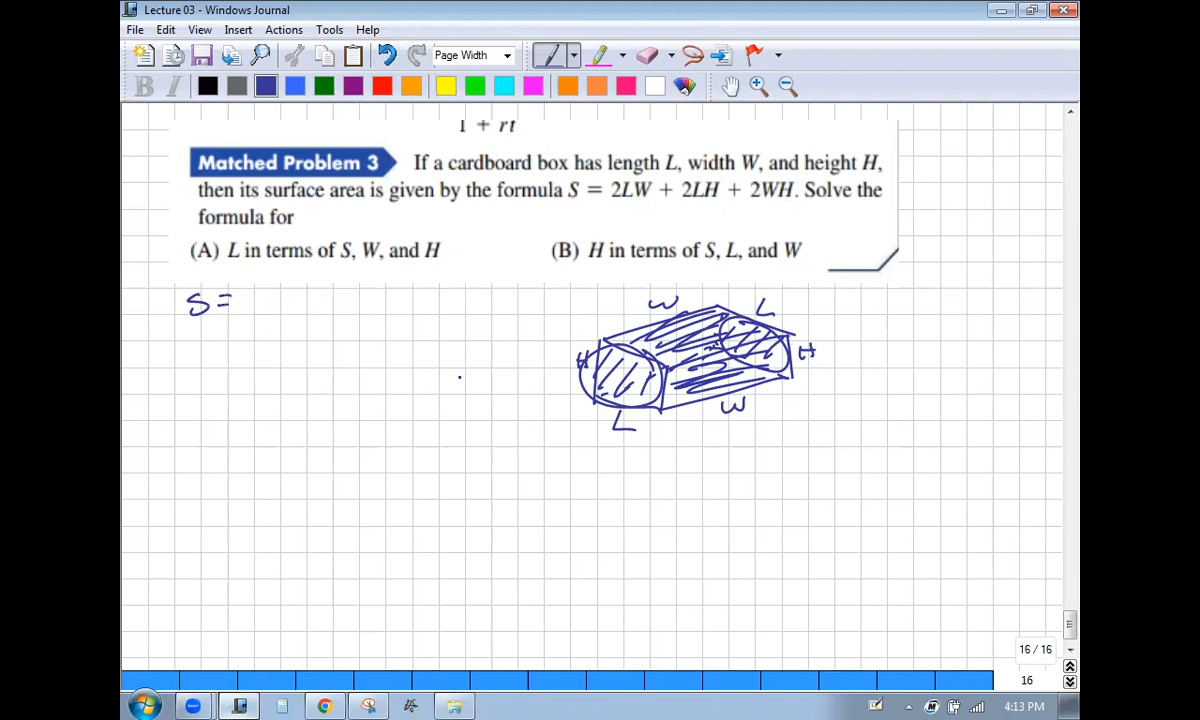 Lecture 03 - Windows Journal
File Edit View Insert Actions Tools Help
Page Width
B I
1 + rt
Matched Problem 3 If a cardboard box has length L, width W, and height H,
then its surface area is given by the formula S = 2LW + 2LH + 2WH. Solve the
formula for
(A) L in terms of S, W, and H (B) H in terms of S, L, and W
S =
W L
H H
W
L
16 / 16
16
4:13 PM